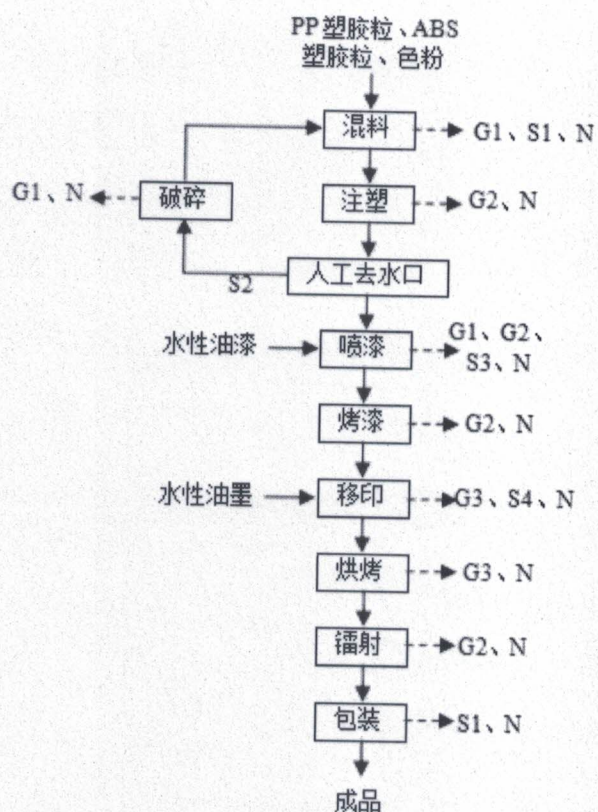 PP塑胶粒、ABS
塑胶粒、色粉
混料
G1、S1、N
G1、N
破碎
注塑
G2、N
人工去水口
S2
水性油漆
喷漆
G1、G2、
S3、N
烤漆
G2、N
水性油墨
移印
G3、S4、N
烘烤
G3、N
镭射
G2、N
包装
S1、N
成品